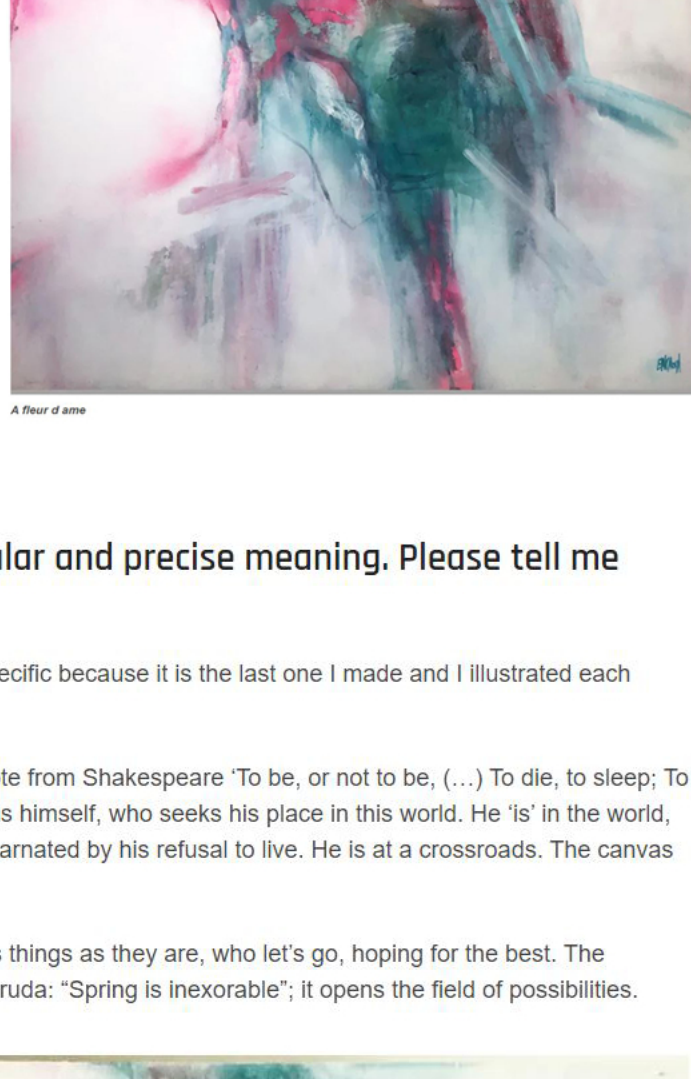 A fleur d ame
lar and precise meaning. Please tell me
ecific because it is the last one I made and I illustrated each
te from Shakespeare ‘To be, or not to be, (…) To die, to sleep; To
s himself, who seeks his place in this world. He ‘is’ in the world,
arnated by his refusal to live. He is at a crossroads. The canvas
s things as they are, who let’s go, hoping for the best. The
ruda: “Spring is inexorable”; it opens the field of possibilities.